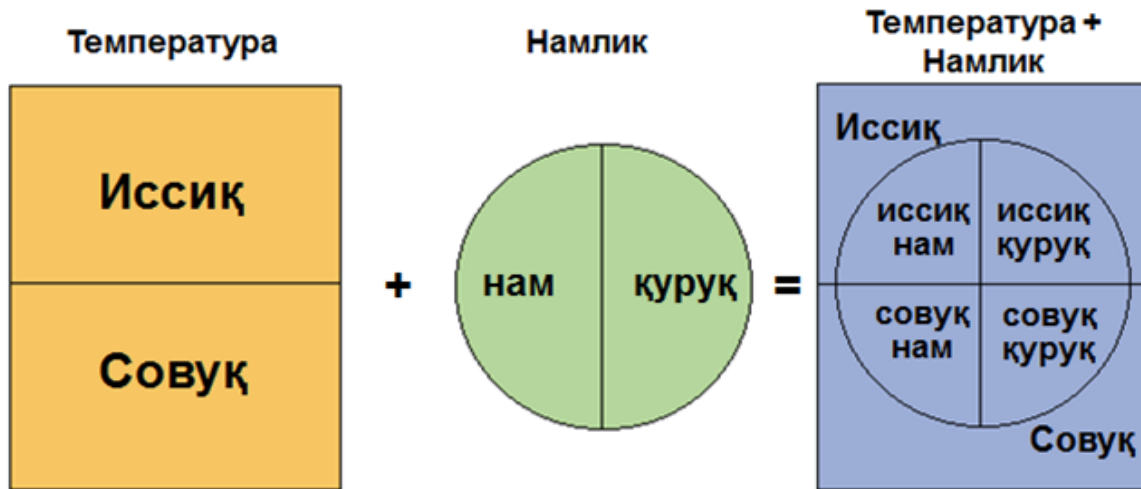 Температура
Иссиқ
Совуқ
+
Намлик
нам қуруқ
=
Температура +
Намлик
Иссиқ
иссиқ иссиқ
нам қуруқ
совуқ совуқ
нам қуруқ
Совуқ